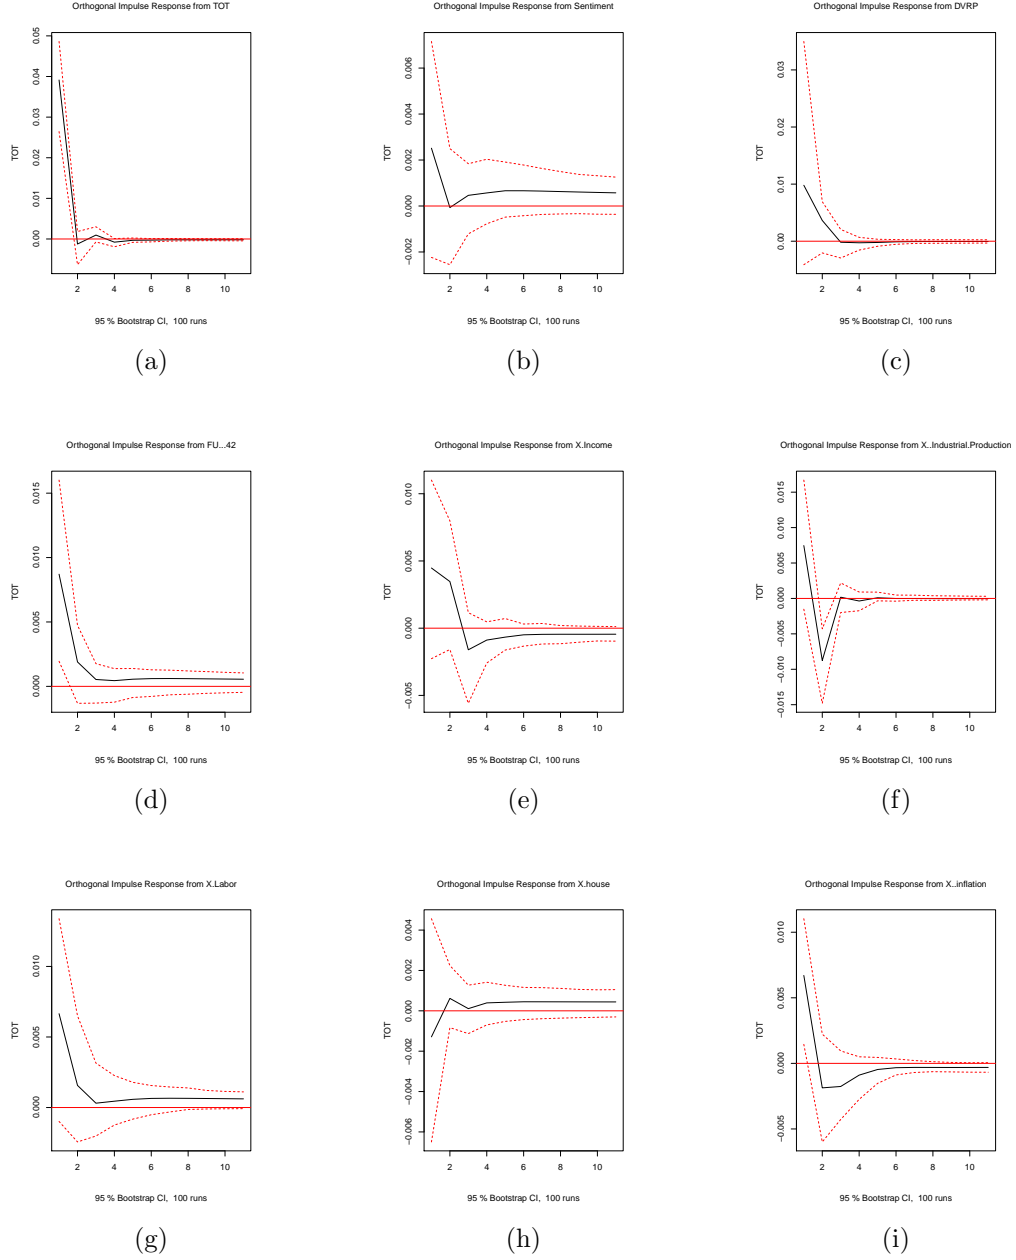 Orthogonal Impulse Response from TOT
TOT
0.00 0.01 0.02 0.03 0.04 0.05
2 4 6 8 10
95 % Bootstrap CI, 100 runs
(a)
Orthogonal Impulse Response from Sentiment
TOT
−0.002 0.000 0.002 0.004 0.006
2 4 6 8 10
95 % Bootstrap CI, 100 runs
(b)
Orthogonal Impulse Response from DVRP
TOT
0.00 0.01 0.02 0.03
2 4 6 8 10
95 % Bootstrap CI, 100 runs
(c)
Orthogonal Impulse Response from FU...42
TOT
0.000 0.005 0.010 0.015
2 4 6 8 10
95 % Bootstrap CI, 100 runs
(d)
Orthogonal Impulse Response from X.Income
TOT
−0.005 0.000 0.005 0.010
2 4 6 8 10
95 % Bootstrap CI, 100 runs
(e)
Orthogonal Impulse Response from X..Industrial.Production
TOT
−0.015 −0.010 −0.005 0.000 0.005 0.010 0.015
2 4 6 8 10
95 % Bootstrap CI, 100 runs
(f)
Orthogonal Impulse Response from X.Labor
TOT
0.000 0.005 0.010
2 4 6 8 10
95 % Bootstrap CI, 100 runs
(g)
Orthogonal Impulse Response from X.house
TOT
−0.006 −0.004 −0.002 0.000 0.002 0.004
2 4 6 8 10
95 % Bootstrap CI, 100 runs
(h)
Orthogonal Impulse Response from X..inflation
TOT
−0.005 0.000 0.005 0.010
2 4 6 8 10
95 % Bootstrap CI, 100 runs
(i)